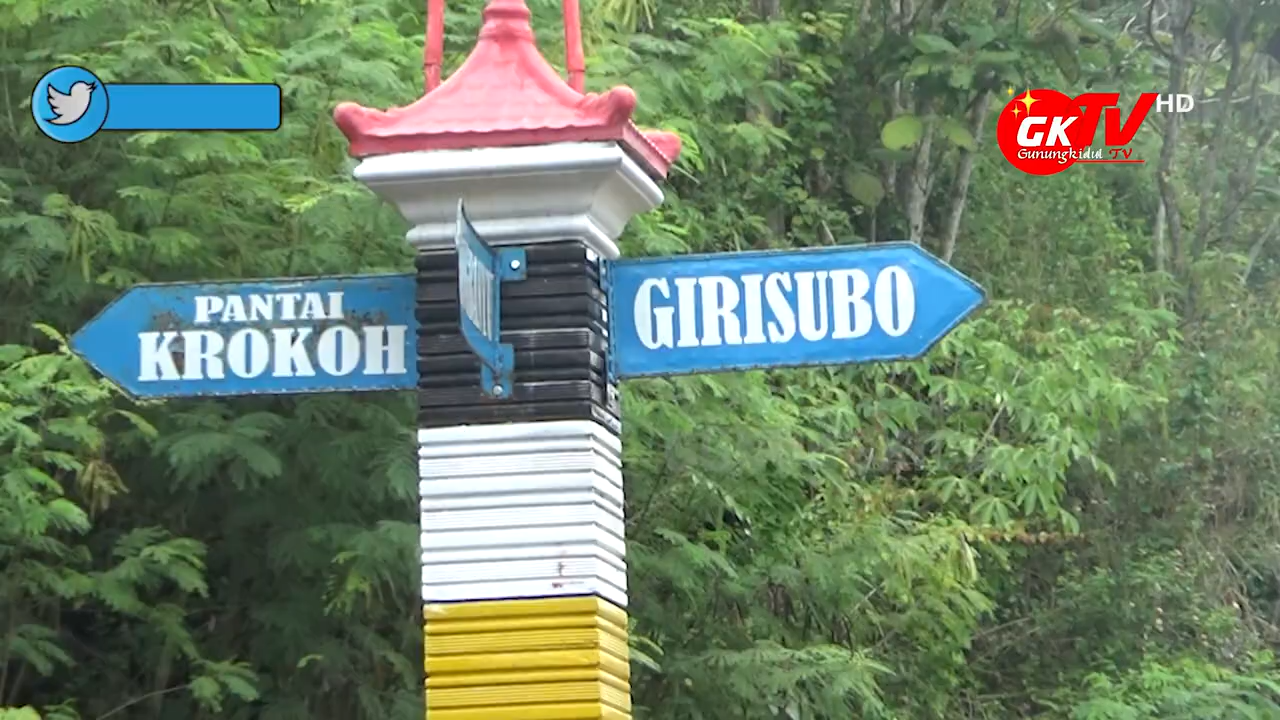 PANTAI
KROKOH
GIRISUBO
GKTV HD
Gunungkidul TV